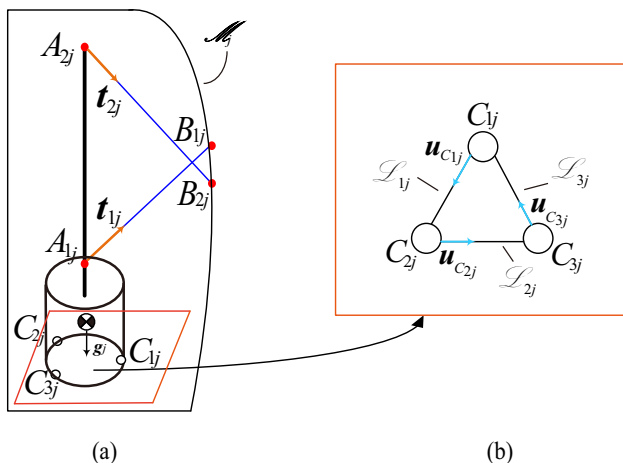 A2j
ℳj
t2j
B1j
B2j
t1j
A1j
C2j
gj
C1j
C3j
(a)
C1j
uC1j
ℒ1j
ℒ3j
uC3j
C2j
uC2j
C3j
ℒ2j
(b)